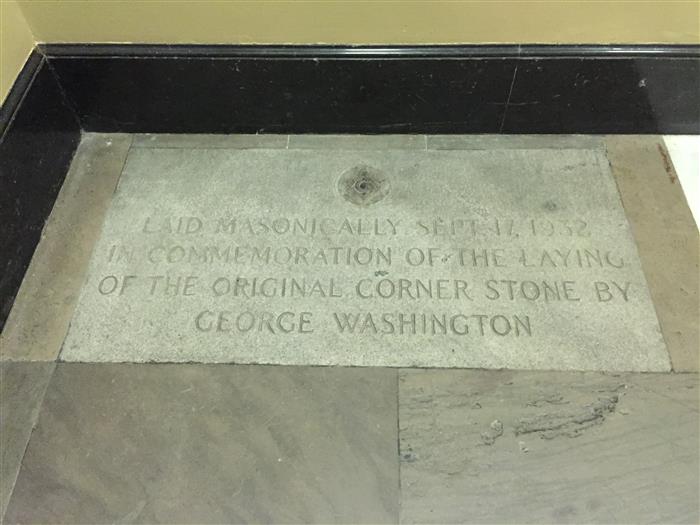 LAID MASONICALLY SEPT. 17, 1932
IN COMMEMORATION OF THE LAYING
OF THE ORIGINAL CORNER STONE BY
GEORGE WASHINGTON